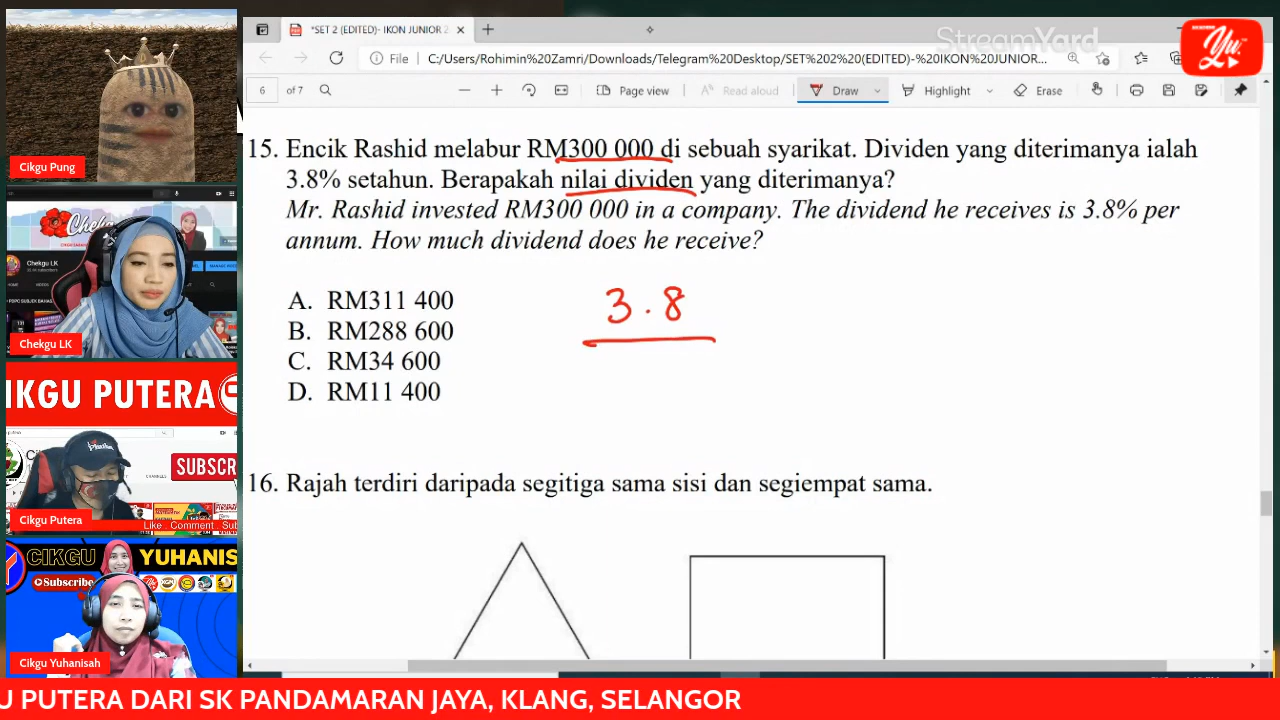 *SET 2 (EDITED)- IKON JUNIOR 2
StreamYard
File
C:/Users/Rohimin%20Zamri/Downloads/Telegram%20Desktop/SET%202%20(EDITED)-%20IKON%20JUNIOR...
6 of 7
Page view
Read aloud
Draw
Highlight
Erase
15. Encik Rashid melabur RM300 000 di sebuah syarikat. Dividen yang diterimanya ialah
3.8% setahun. Berapakah nilai dividen yang diterimanya?
Mr. Rashid invested RM300 000 in a company. The dividend he receives is 3.8% per
annum. How much dividend does he receive?
A. RM311 400
B. RM288 600
C. RM34 600
D. RM11 400
3.8
16. Rajah terdiri daripada segitiga sama sisi dan segiempat sama.
Cikgu Pung
Chekgu LK
Chekgu LK
IKGU PUTERA
SUBSCR
Like . Comment . Sub
Cikgu Putera
CIKGU YUHANIS
Subscribe
Cikgu Yuhanisah
U PUTERA DARI SK PANDAMARAN JAYA, KLANG, SELANGOR